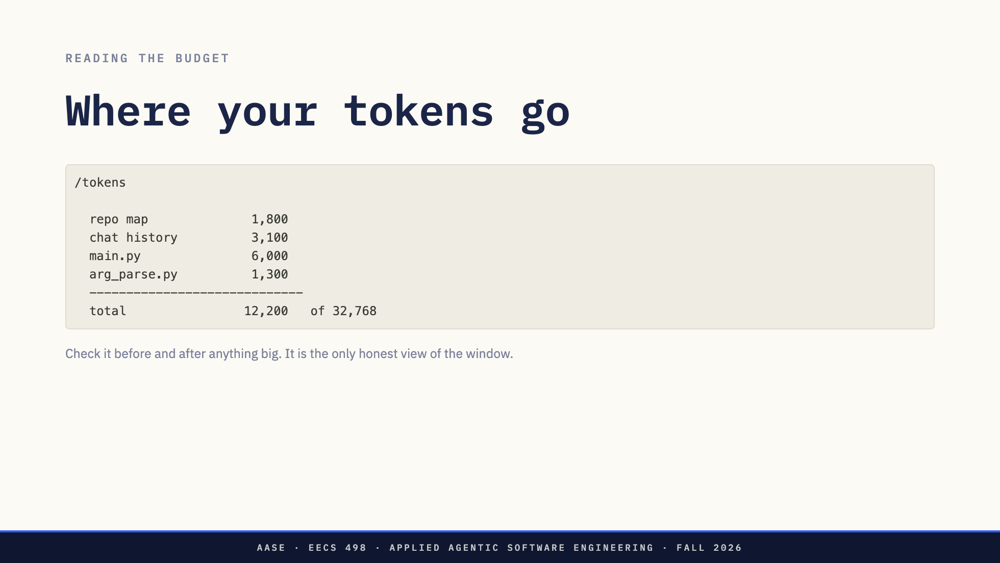 READING THE BUDGET
Where your tokens go
/tokens
repo map 1,800
chat history 3,100
main.py 6,000
arg_parse.py 1,300
─────────────────────────────
total 12,200 of 32,768
Check it before and after anything big. It is the only honest view of the window.
AASE · EECS 498 · APPLIED AGENTIC SOFTWARE ENGINEERING · FALL 2026